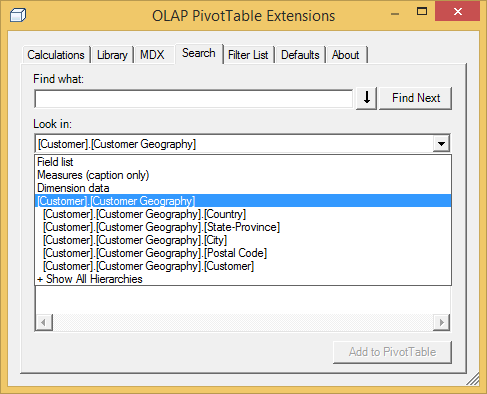 OLAP PivotTable Extensions
Calculations Library MDX Search Filter List Defaults About
Find what:
Find Next
Look in:
[Customer].[Customer Geography]
Field list
Measures (caption only)
Dimension data
[Customer].[Customer Geography]
[Customer].[Customer Geography].[Country]
[Customer].[Customer Geography].[State-Province]
[Customer].[Customer Geography].[City]
[Customer].[Customer Geography].[Postal Code]
[Customer].[Customer Geography].[Customer]
+ Show All Hierarchies
Add to PivotTable